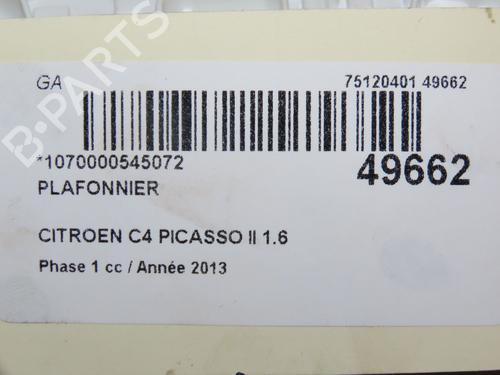 GA 75120401 49662
*1070000545072 49662
PLAFONNIER
CITROEN C4 PICASSO II 1.6
Phase 1 cc / Année 2013
B-PARTS